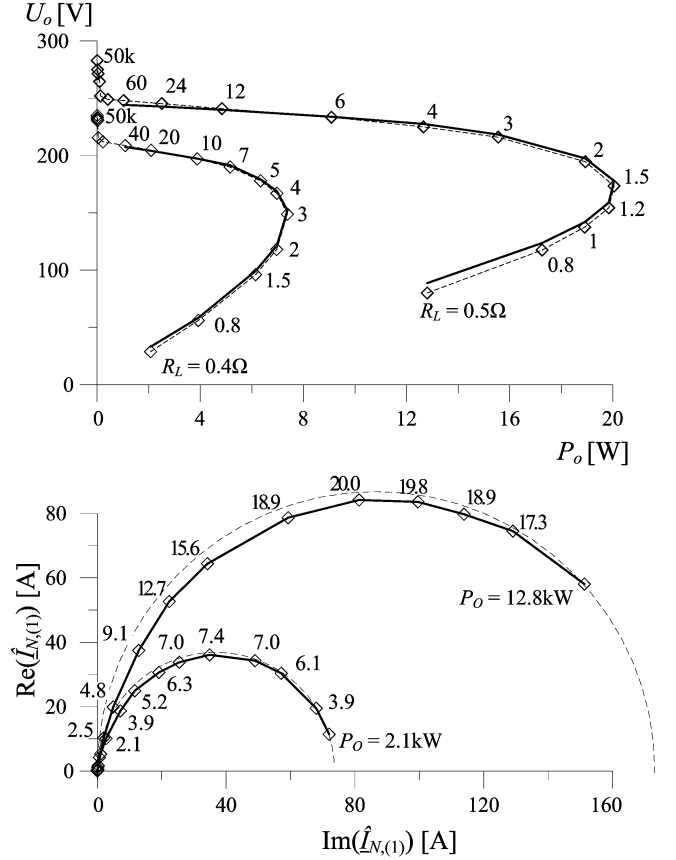 U_o [V]
300
50k
60 24 12 6 4 3 2
50k
40 20 10 7 5 4 3
1.5
1.2
200
1
2
0.8
1.5
100
R_L = 0.5Ω
0.8
R_L = 0.4Ω
0
0 4 8 12 16 20
P_o [W]
20.0
19.8
18.9
18.9
17.3
80
15.6
12.7
60
P_O = 12.8kW
Re(Î_N,(1)) [A]
9.1
7.0
7.4
7.0
40
6.1
6.3
4.8
5.2
3.9
3.9
20
2.5
2.1
P_O = 2.1kW
0
0 40 80 120 160
Im(Î_N,(1)) [A]